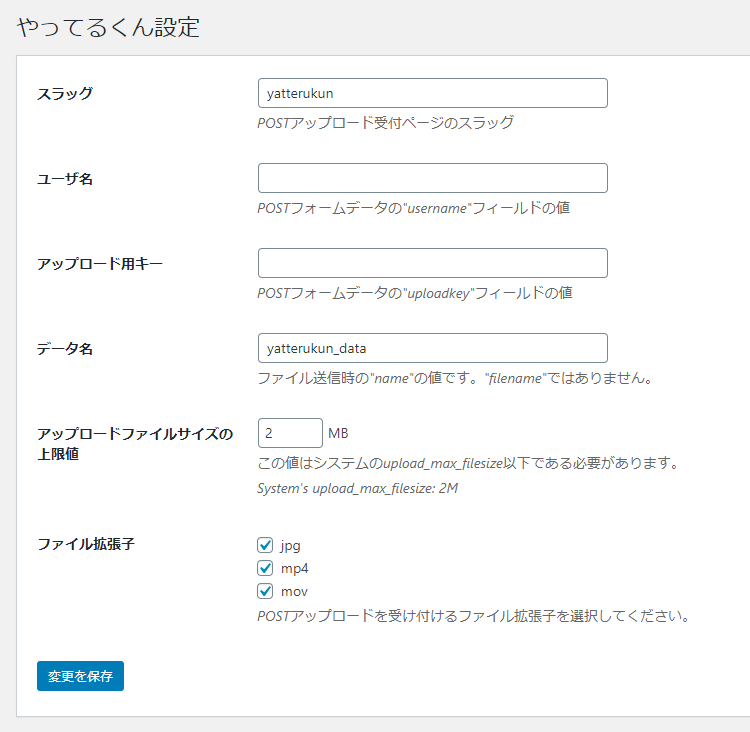 やってるくん設定
スラッグ
yatterukun
POSTアップロード受付ページのスラッグ
ユーザ名
POSTフォームデータの"username"フィールドの値
アップロード用キー
POSTフォームデータの"uploadkey"フィールドの値
データ名
yatterukun_data
ファイル送信時の"name"の値です。"filename"ではありません。
アップロードファイルサイズの
上限値
2 MB
この値はシステムのupload_max_filesize以下である必要があります。
System's upload_max_filesize: 2M
ファイル拡張子
jpg
mp4
mov
POSTアップロードを受け付けるファイル拡張子を選択してください。
変更を保存